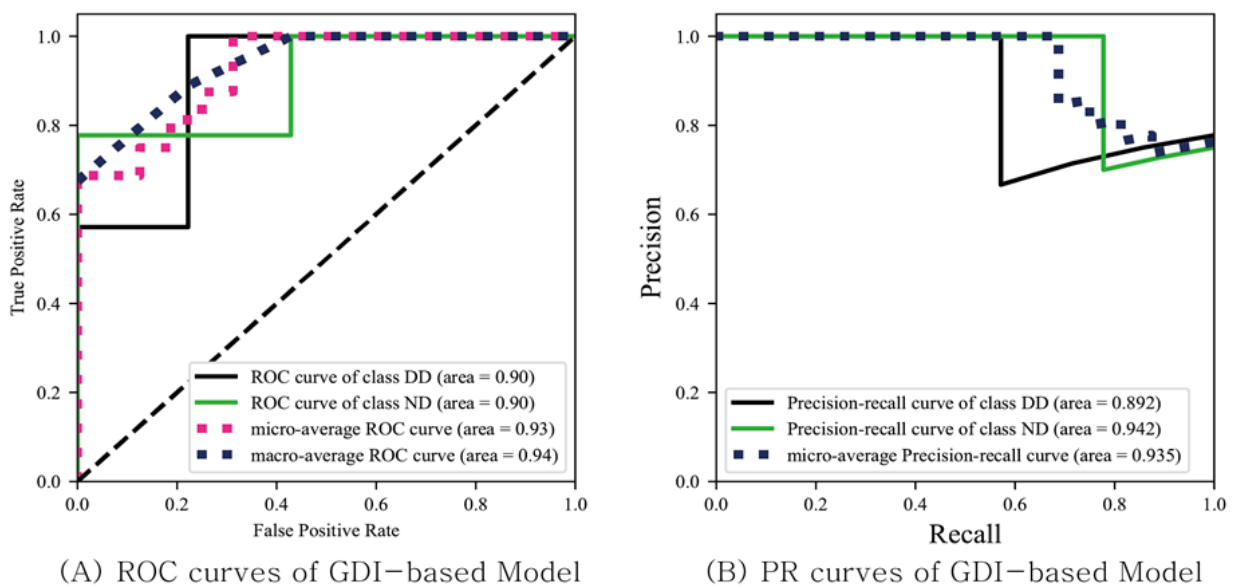 1.0
0.8
0.6
0.4
0.2
0.0
True Positive Rate
ROC curve of class DD (area = 0.90)
ROC curve of class ND (area = 0.90)
micro-average ROC curve (area = 0.93)
macro-average ROC curve (area = 0.94)
0.0 0.2 0.4 0.6 0.8 1.0
False Positive Rate
(A) ROC curves of GDI-based Model
1.0
0.8
0.6
0.4
0.2
0.0
Precision
Precision-recall curve of class DD (area = 0.892)
Precision-recall curve of class ND (area = 0.942)
micro-average Precision-recall curve (area = 0.935)
0.0 0.2 0.4 0.6 0.8 1.0
Recall
(B) PR curves of GDI-based Model